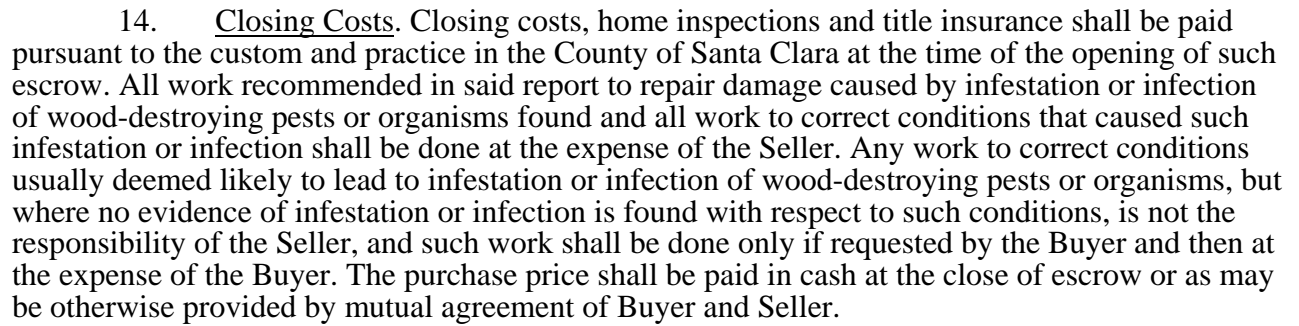 14. Closing Costs. Closing costs, home inspections and title insurance shall be paid
pursuant to the custom and practice in the County of Santa Clara at the time of the opening of such
escrow. All work recommended in said report to repair damage caused by infestation or infection
of wood-destroying pests or organisms found and all work to correct conditions that caused such
infestation or infection shall be done at the expense of the Seller. Any work to correct conditions
usually deemed likely to lead to infestation or infection of wood-destroying pests or organisms, but
where no evidence of infestation or infection is found with respect to such conditions, is not the
responsibility of the Seller, and such work shall be done only if requested by the Buyer and then at
the expense of the Buyer. The purchase price shall be paid in cash at the close of escrow or as may
be otherwise provided by mutual agreement of Buyer and Seller.